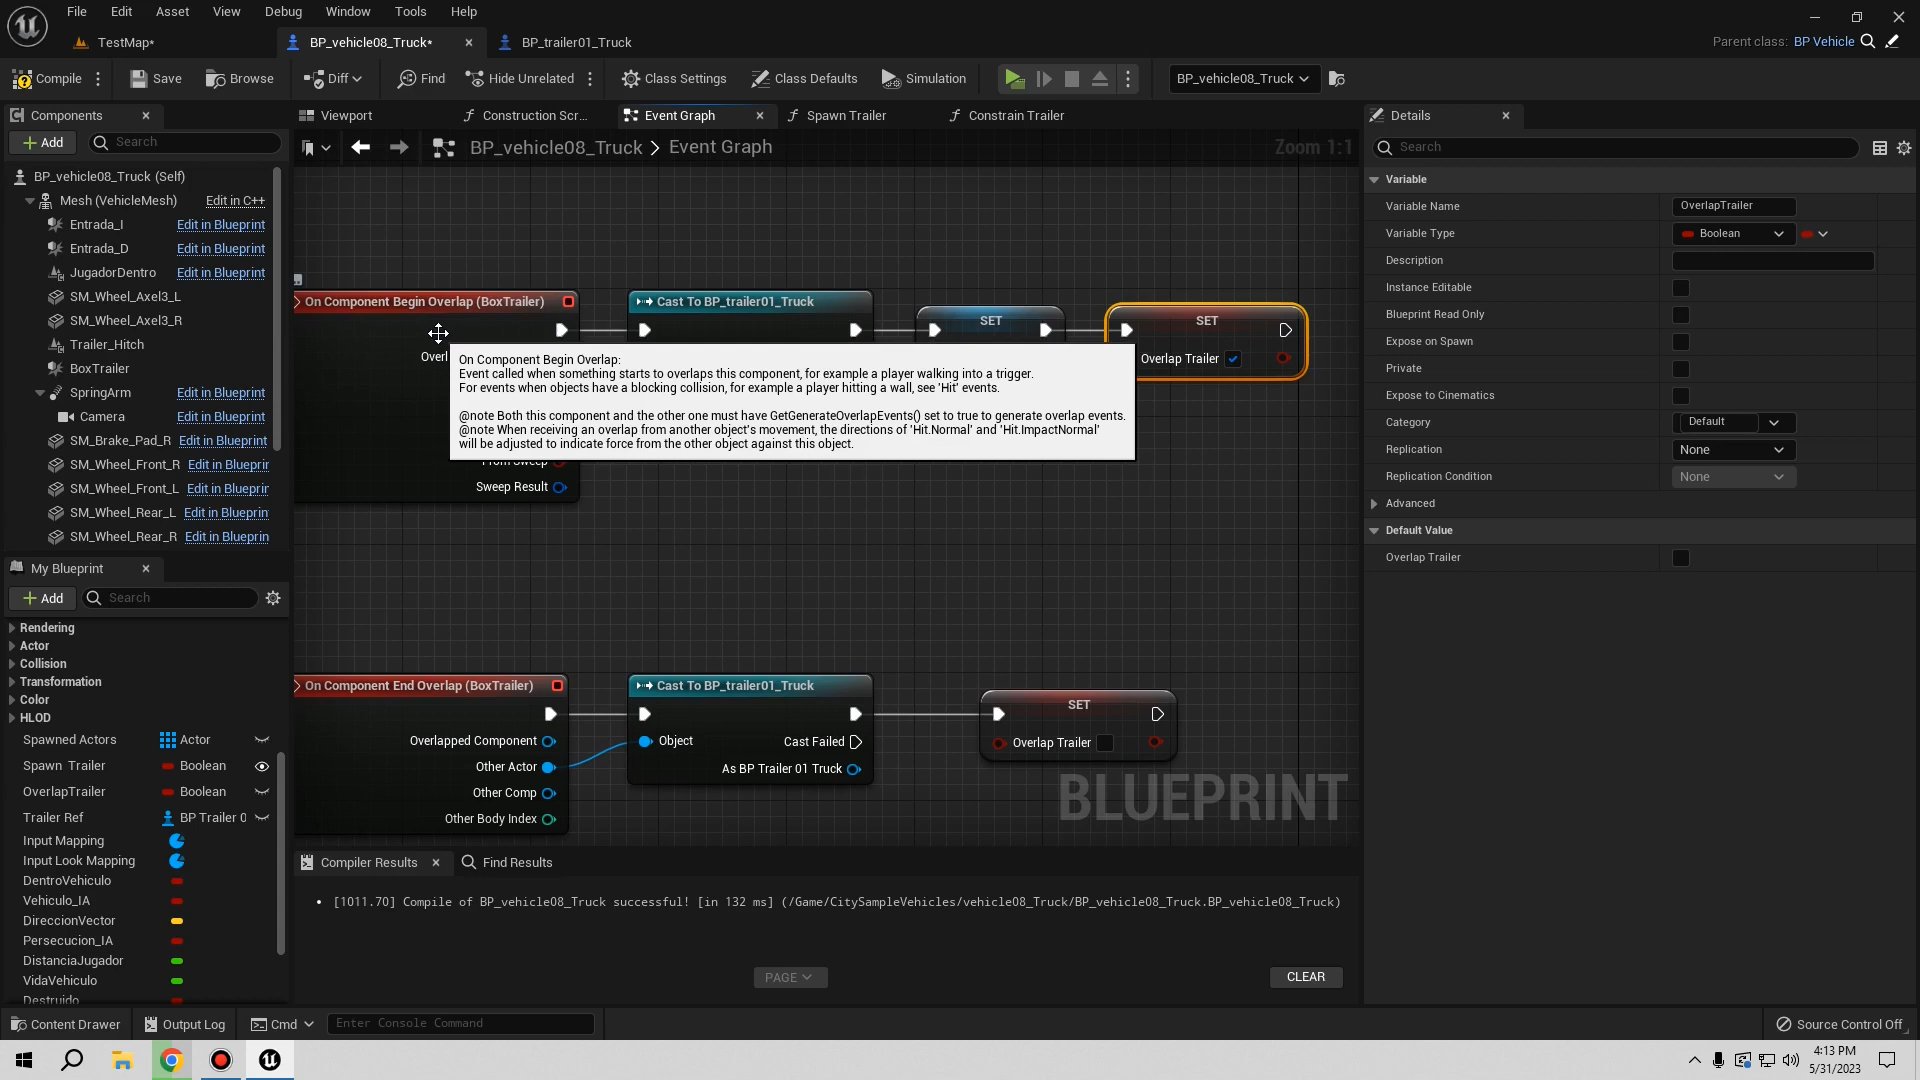 File Edit Asset View Debug Window Tools Help
TestMap*
BP_vehicle08_Truck*
BP_trailer01_Truck
Parent class: BP Vehicle
Compile
Save
Browse
Diff
Find
Hide Unrelated
Class Settings
Class Defaults
Simulation
BP_vehicle08_Truck
Components
Add
Search
BP_vehicle08_Truck (Self)
Mesh (VehicleMesh) Edit in C++
Entrada_I Edit in Blueprint
Entrada_D Edit in Blueprint
JugadorDentro Edit in Blueprint
SM_Wheel_Axel3_L
SM_Wheel_Axel3_R
Trailer_Hitch
BoxTrailer
SpringArm Edit in Blueprint
Camera Edit in Blueprint
SM_Brake_Pad_R Edit in Blueprint
SM_Wheel_Front_R Edit in Blueprir
SM_Wheel_Front_L Edit in Blueprin
SM_Wheel_Rear_L Edit in Blueprin
SM_Wheel_Rear_R Edit in Blueprin
My Blueprint
Add
Search
Rendering
Actor
Collision
Transformation
Color
HLOD
Spawned Actors Actor
Spawn Trailer Boolean
OverlapTrailer Boolean
Trailer Ref BP Trailer 0
Input Mapping
Input Look Mapping
DentroVehiculo
Vehiculo_IA
DireccionVector
Persecucion_IA
DistanciaJugador
VidaVehiculo
Destruido
Viewport
Construction Scr...
Event Graph
Spawn Trailer
Constrain Trailer
BP_vehicle08_Truck > Event Graph
Zoom 1:1
On Component Begin Overlap (BoxTrailer)
Overl
From Sweep
Sweep Result
Cast To BP_trailer01_Truck
SET
SET
Overlap Trailer
On Component Begin Overlap:
Event called when something starts to overlaps this component, for example a player walking into a trigger.
For events when objects have a blocking collision, for example a player hitting a wall, see 'Hit' events.
@note Both this component and the other one must have GetGenerateOverlapEvents() set to true to generate overlap events.
@note When receiving an overlap from another object's movement, the directions of 'Hit.Normal' and 'Hit.ImpactNormal'
will be adjusted to indicate force from the other object against this object.
On Component End Overlap (BoxTrailer)
Overlapped Component
Other Actor
Other Comp
Other Body Index
Cast To BP_trailer01_Truck
Object Cast Failed
As BP Trailer 01 Truck
SET
Overlap Trailer
BLUEPRINT
Compiler Results
Find Results
[1011.70] Compile of BP_vehicle08_Truck successful! [in 132 ms] (/Game/CitySampleVehicles/vehicle08_Truck/BP_vehicle08_Truck.BP_vehicle08_Truck)
PAGE
CLEAR
Details
Search
Variable
Variable Name OverlapTrailer
Variable Type Boolean
Description
Instance Editable
Blueprint Read Only
Expose on Spawn
Private
Expose to Cinematics
Category Default
Replication None
Replication Condition None
Advanced
Default Value
Overlap Trailer
Content Drawer
Output Log
Cmd
Enter Console Command
Source Control Off
4:13 PM
5/31/2023